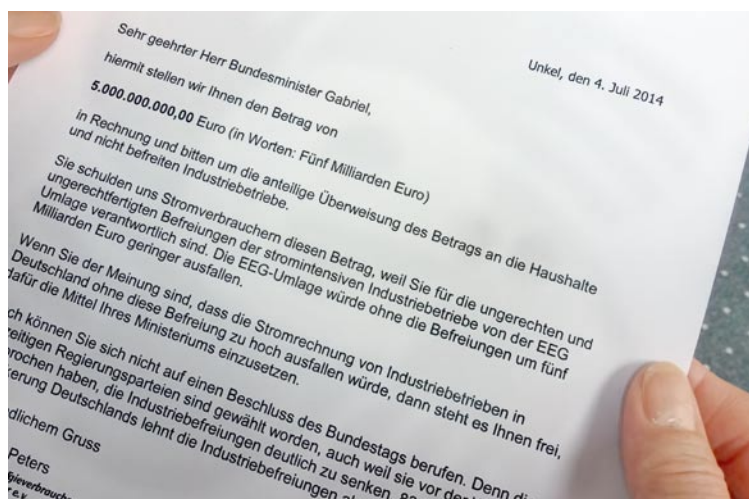 Unkel, den 4. Juli 2014
Sehr geehrter Herr Bundesminister Gabriel,
hiermit stellen wir Ihnen den Betrag von
5.000.000.000,00 Euro (in Worten: Fünf Milliarden Euro)
in Rechnung und bitten um die anteilige Überweisung des Betrags an die Haushalte
und nicht befreiten Industriebetriebe.
Sie schulden uns Stromverbrauchern diesen Betrag, weil Sie für die ungerechten und
ungerechtfertigten Befreiungen der stromintensiven Industriebetriebe von der EEG
Umlage verantwortlich sind. Die EEG-Umlage würde ohne die Befreiungen um fünf
Milliarden Euro geringer ausfallen.
Wenn Sie der Meinung sind, dass die Stromrechnung von Industriebetrieben in
Deutschland ohne diese Befreiung zu hoch ausfallen würde, dann steht es Ihnen frei,
dafür die Mittel Ihres Ministeriums einzusetzen.
ch können Sie sich nicht auf einen Beschluss des Bundestags berufen. Denn di
zeitigen Regierungsparteien sind gewählt worden, auch weil sie vor der
rochen haben, die Industriebefreiungen deutlich zu senken.
kerung Deutschlands lehnt die Industriebefreiungen
dlichem Gruss
Peters